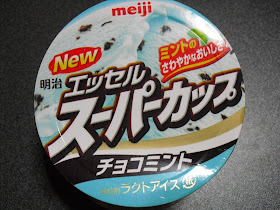 meiji
New
ミントの
さわやかなおいしさ
明治
エッセル
スーパーカップ
チョコミント
ラクトアイス